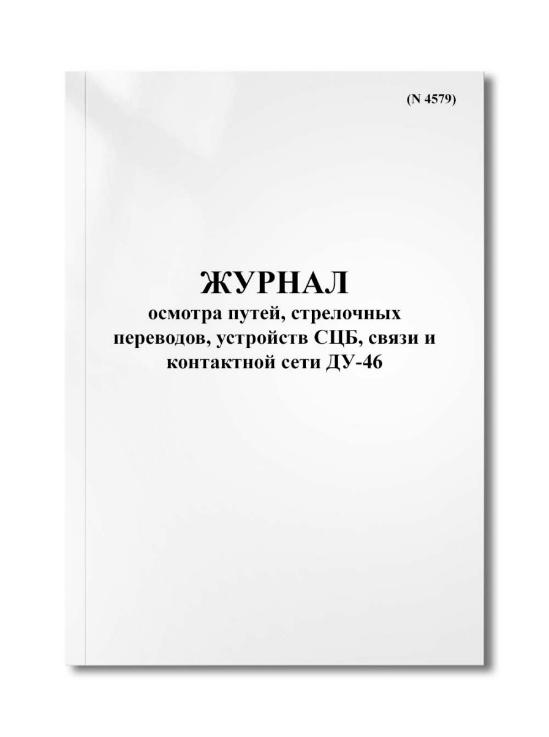 (N 4579)
ЖУРНАЛ
осмотра путей, стрелочных
переводов, устройств СЦБ, связи и
контактной сети ДУ-46